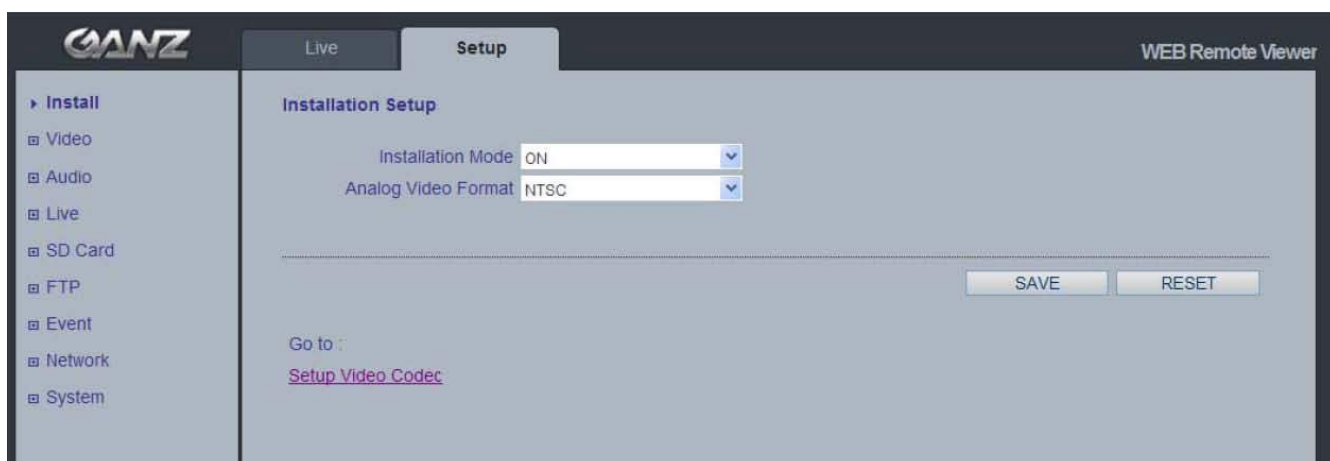 GANZ
Live
Setup
WEB Remote Viewer
Install
Video
Audio
Live
SD Card
FTP
Event
Network
System
Installation Setup
Installation Mode ON
Analog Video Format NTSC
SAVE RESET
Go to :
Setup Video Codec